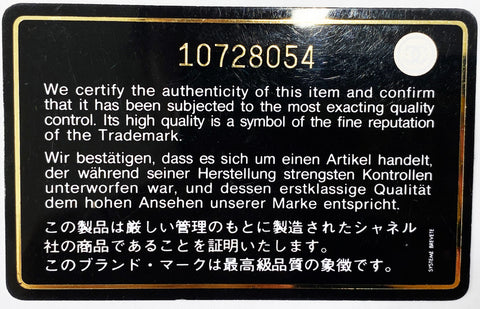 10728054
We certify the authenticity of this item and confirm
that it has been subjected to the most exacting quality
control. Its high quality is a symbol of the fine reputation
of the Trademark.
Wir bestätigen, dass es sich um einen Artikel handelt,
der während seiner Herstellung strengsten Kontrollen
unterworfen war, und dessen erstklassige Qualität
dem hohen Ansehen unserer Marke entspricht.
この製品は厳しい管理のもとに製造されたシャネル
社の商品であることを証明いたします。
このブランド・マークは最高級品質の象徴です。